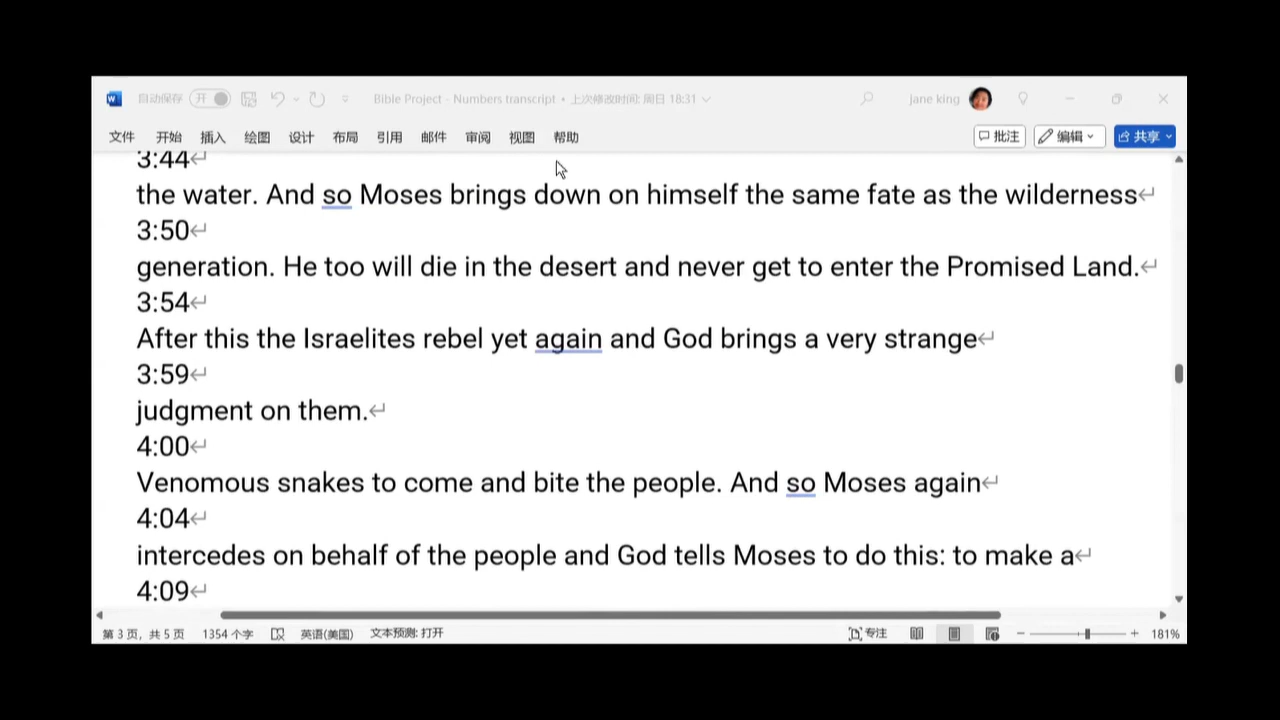 自动保存 开 Bible Project - Numbers transcript • 上次修改时间: 周日 18:31 jane king
文件 开始 插入 绘图 设计 布局 引用 邮件 审阅 视图 帮助 批注 编辑 共享
3:44
the water. And so Moses brings down on himself the same fate as the wilderness
3:50
generation. He too will die in the desert and never get to enter the Promised Land.
3:54
After this the Israelites rebel yet again and God brings a very strange
3:59
judgment on them.
4:00
Venomous snakes to come and bite the people. And so Moses again
4:04
intercedes on behalf of the people and God tells Moses to do this: to make a
4:09
第 3 页，共 5 页 1354 个字 英语(美国) 文本预测: 打开 专注 181%